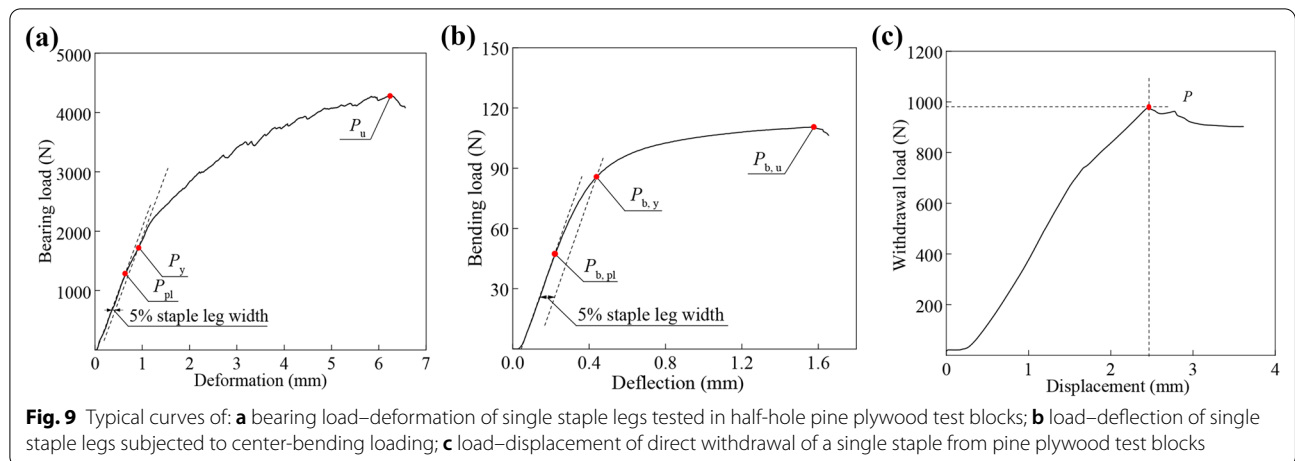 (a)
5000
4000
3000
2000
1000
0 1 2 3 4 5 6 7
Bearing load (N)
Deformation (mm)
Pu
Py
Ppl
5% staple leg width
(b)
150
120
90
60
30
0 0.4 0.8 1.2 1.6
Bending load (N)
Deflection (mm)
Pb, u
Pb, y
Pb, pl
5% staple leg width
(c)
1200
1000
800
600
400
200
0 1 2 3 4
Withdrawal load (N)
Displacement (mm)
P
Fig. 9 Typical curves of: a bearing load–deformation of single staple legs tested in half-hole pine plywood test blocks; b load–deflection of single
staple legs subjected to center-bending loading; c load–displacement of direct withdrawal of a single staple from pine plywood test blocks